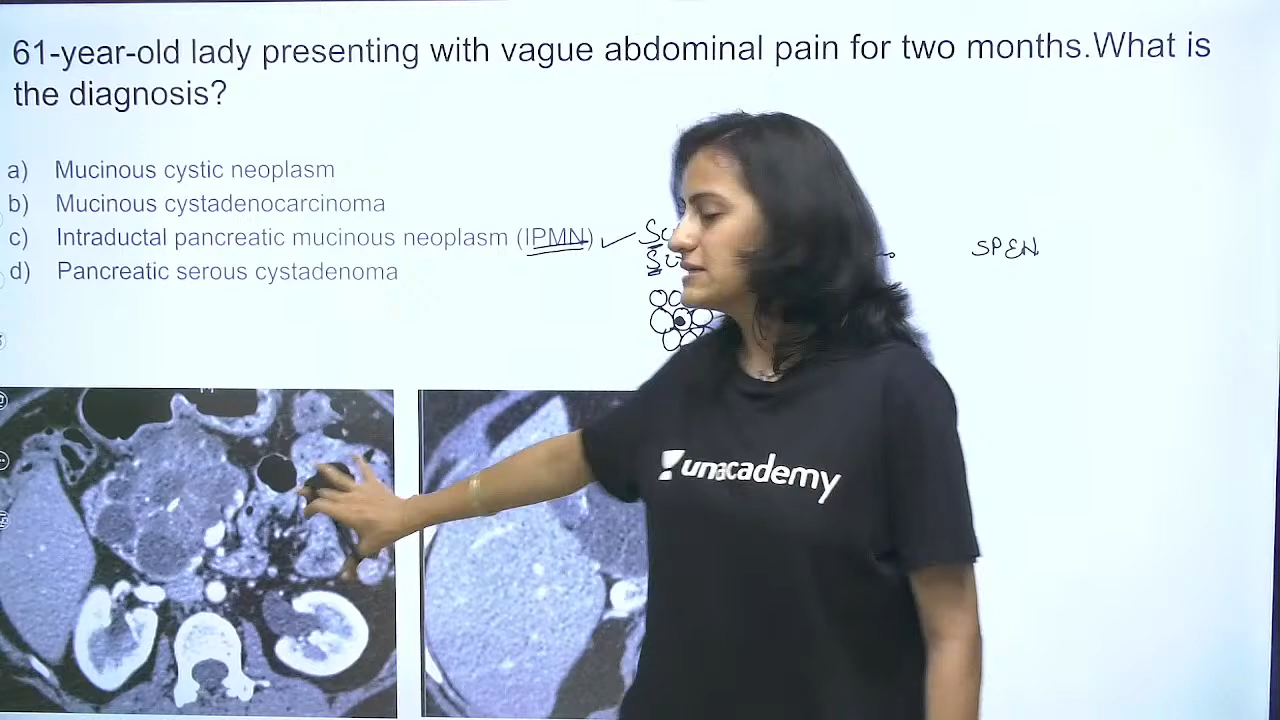 61-year-old lady presenting with vague abdominal pain for two months.What is
the diagnosis?
a) Mucinous cystic neoplasm
b) Mucinous cystadenocarcinoma
c) Intraductal pancreatic mucinous neoplasm (IPMN)
d) Pancreatic serous cystadenoma
SPEN
unacademy